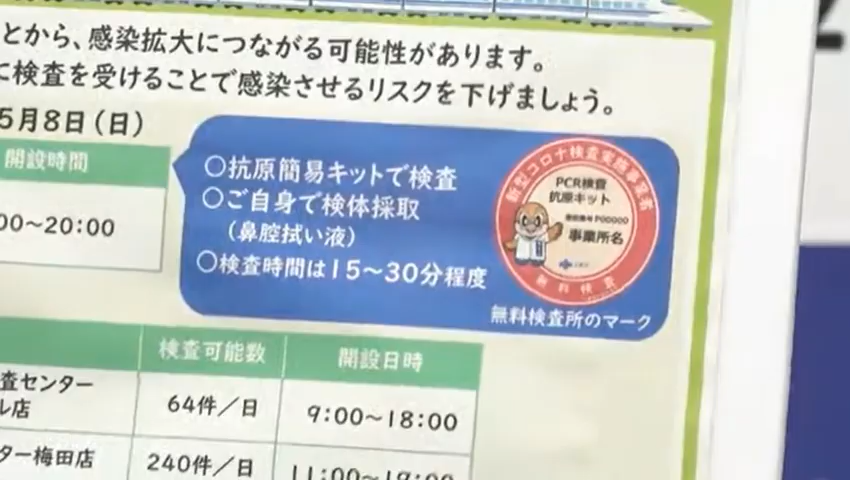 とから、感染拡大につながる可能性があります。
に検査を受けることで感染させるリスクを下げましょう。
5月8日(日)
開設時間
00～20:00
○抗原簡易キットで検査
○ご自身で検体採取
(鼻腔拭い液)
○検査時間は15～30分程度
新型コロナ検査実施事業者
PCR検査
抗原キット
P00000
事業所名
無料検査
無料検査所のマーク
検査可能数
開設日時
査センター
ル店
64件/日
9:00～18:00
ター梅田店
240件/日
11:00～19:00